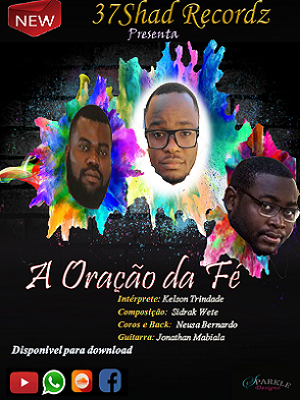 NEW
37Shad Recordz
Presenta
A Oração da Fé
Intérprete: Kelson Trindade
Composição: Sidrak Wete
Coros e Back: Neusa Bernardo
Guitarra: Jonathan Mabiala
Disponivel para download
SPARKLE
Designs